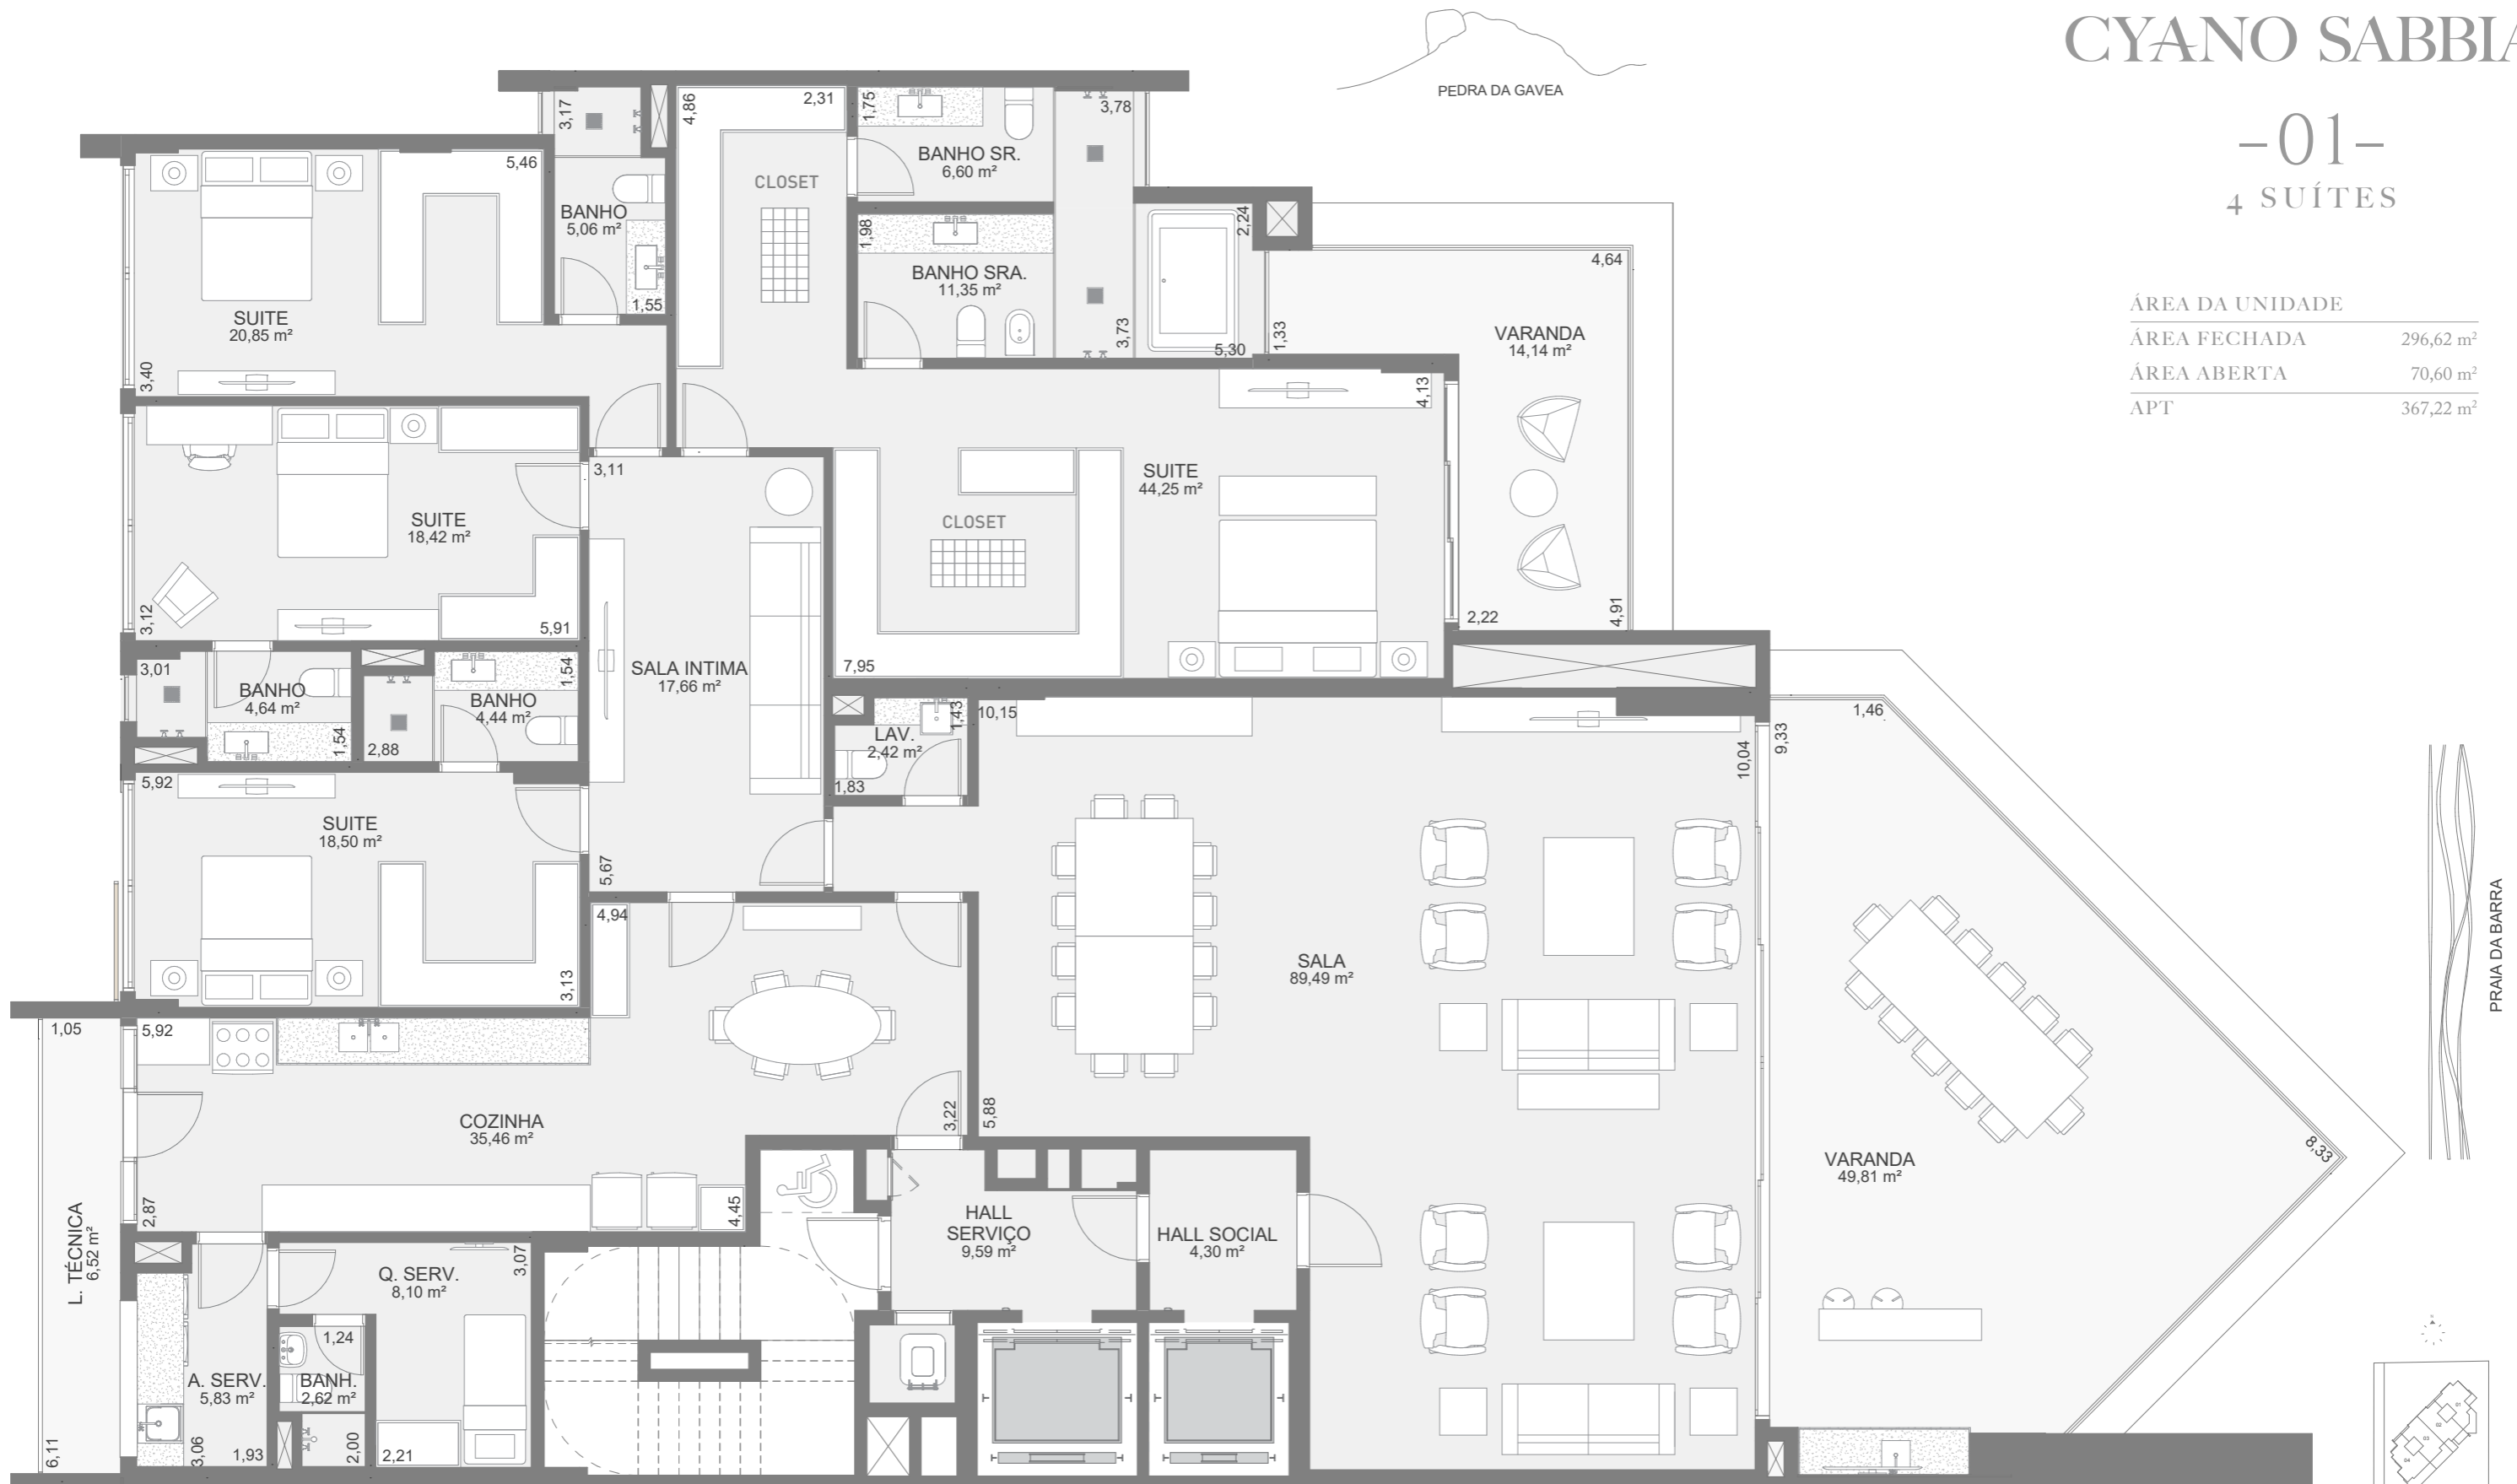 CYANO SABBIA
-01-
4 SUÍTES
PEDRA DA GAVEA
ÁREA DA UNIDADE
ÁREA FECHADA 296,62 m²
ÁREA ABERTA 70,60 m²
APT 367,22 m²
3,17
4,86
2,31
1,75
3,78
5,46
CLOSET
BANHO SR.
6,60 m²
BANHO
5,06 m²
1,98
2,24
BANHO SRA.
11,35 m²
4,64
1,55
SUITE
20,85 m²
3,73
5,30
1,33
VARANDA
14,14 m²
3,40
4,13
3,11
SUITE
44,25 m²
SUITE
18,42 m²
CLOSET
3,12
5,91
2,22
4,91
3,01
1,54
SALA INTIMA
17,66 m²
7,95
BANHO
4,64 m²
BANHO
4,44 m²
1,43
10,15
1,46
LAV.
2,42 m²
1,54
2,88
10,04
9,33
5,92
1,83
SUITE
18,50 m²
5,67
PRAIA DA BARRA
4,94
3,13
SALA
89,49 m²
1,05
5,92
COZINHA
35,46 m²
3,22
5,88
8,33
VARANDA
49,81 m²
2,87
4,45
L. TÉCNICA
6,52 m²
HALL
SERVIÇO
9,59 m²
HALL SOCIAL
4,30 m²
Q. SERV.
8,10 m²
3,07
1,24
A. SERV.
5,83 m²
BANH.
2,62 m²
6,11
3,06
1,93
2,00
2,21